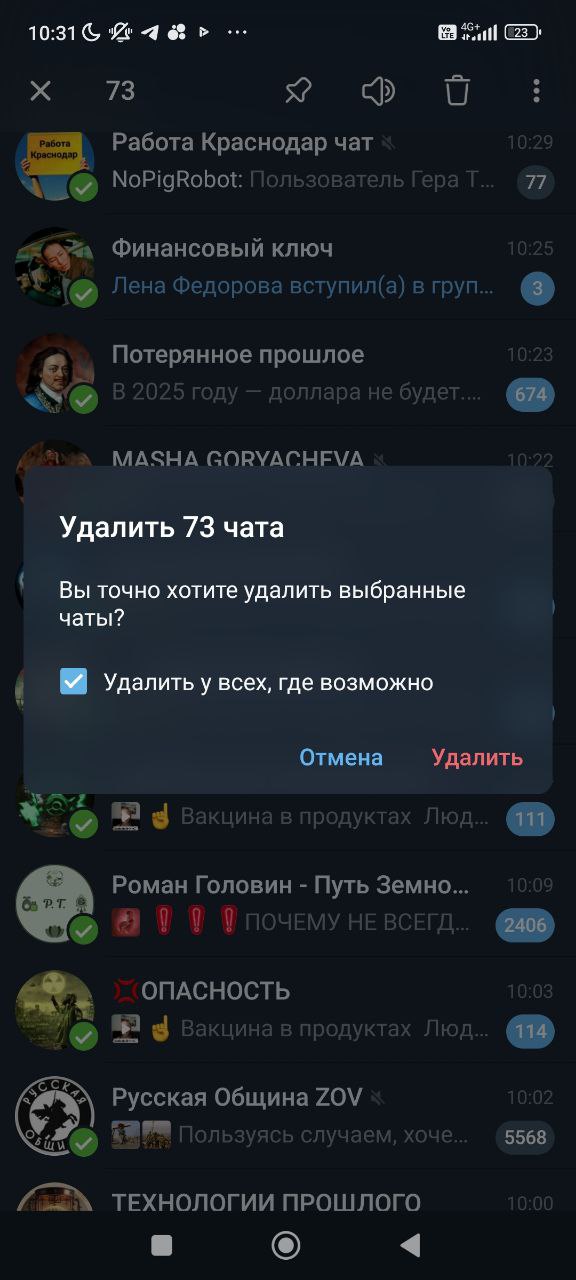 10:31
VoLTE 4G+ 23
73
Работа Краснодар
Работа Краснодар чат 10:29
NoPigRobot: Пользователь Гера Т... 77
Финансовый ключ 10:25
Лена Федорова вступил(а) в груп... 3
Потерянное прошлое 10:23
В 2025 году — доллара не будет.... 674
MASHA GORYACHEVA 10:22
Удалить 73 чата
Вы точно хотите удалить выбранные
чаты?
Удалить у всех, где возможно
Отмена Удалить
Вакцина в продуктах Люд... 111
Р.Т.
Роман Головин - Путь Земно... 10:09
ПОЧЕМУ НЕ ВСЕГД... 2406
ОПАСНОСТЬ 10:03
Вакцина в продуктах Люд... 114
РУССКАЯ
ОБЩИ
Русская Община ZOV 10:02
Пользуясь случаем, хоче... 5568
ТЕХНОЛОГИИ ПРОШЛОГО 10:00